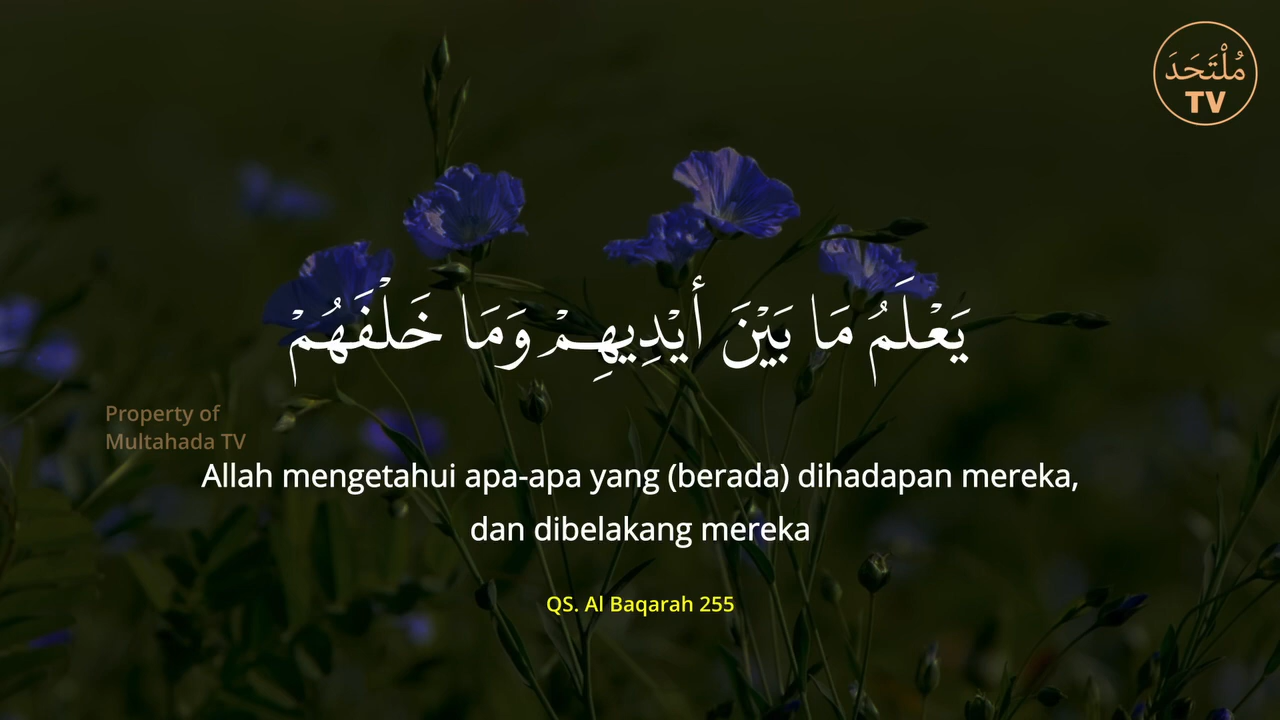 مُلْتَحَدَ
TV
يَعْلَمُ مَا بَيْنَ أَيْدِيهِمْ وَمَا خَلْفَهُمْ
Property of
Multahada TV
Allah mengetahui apa-apa yang (berada) dihadapan mereka,
dan dibelakang mereka
QS. Al Baqarah 255